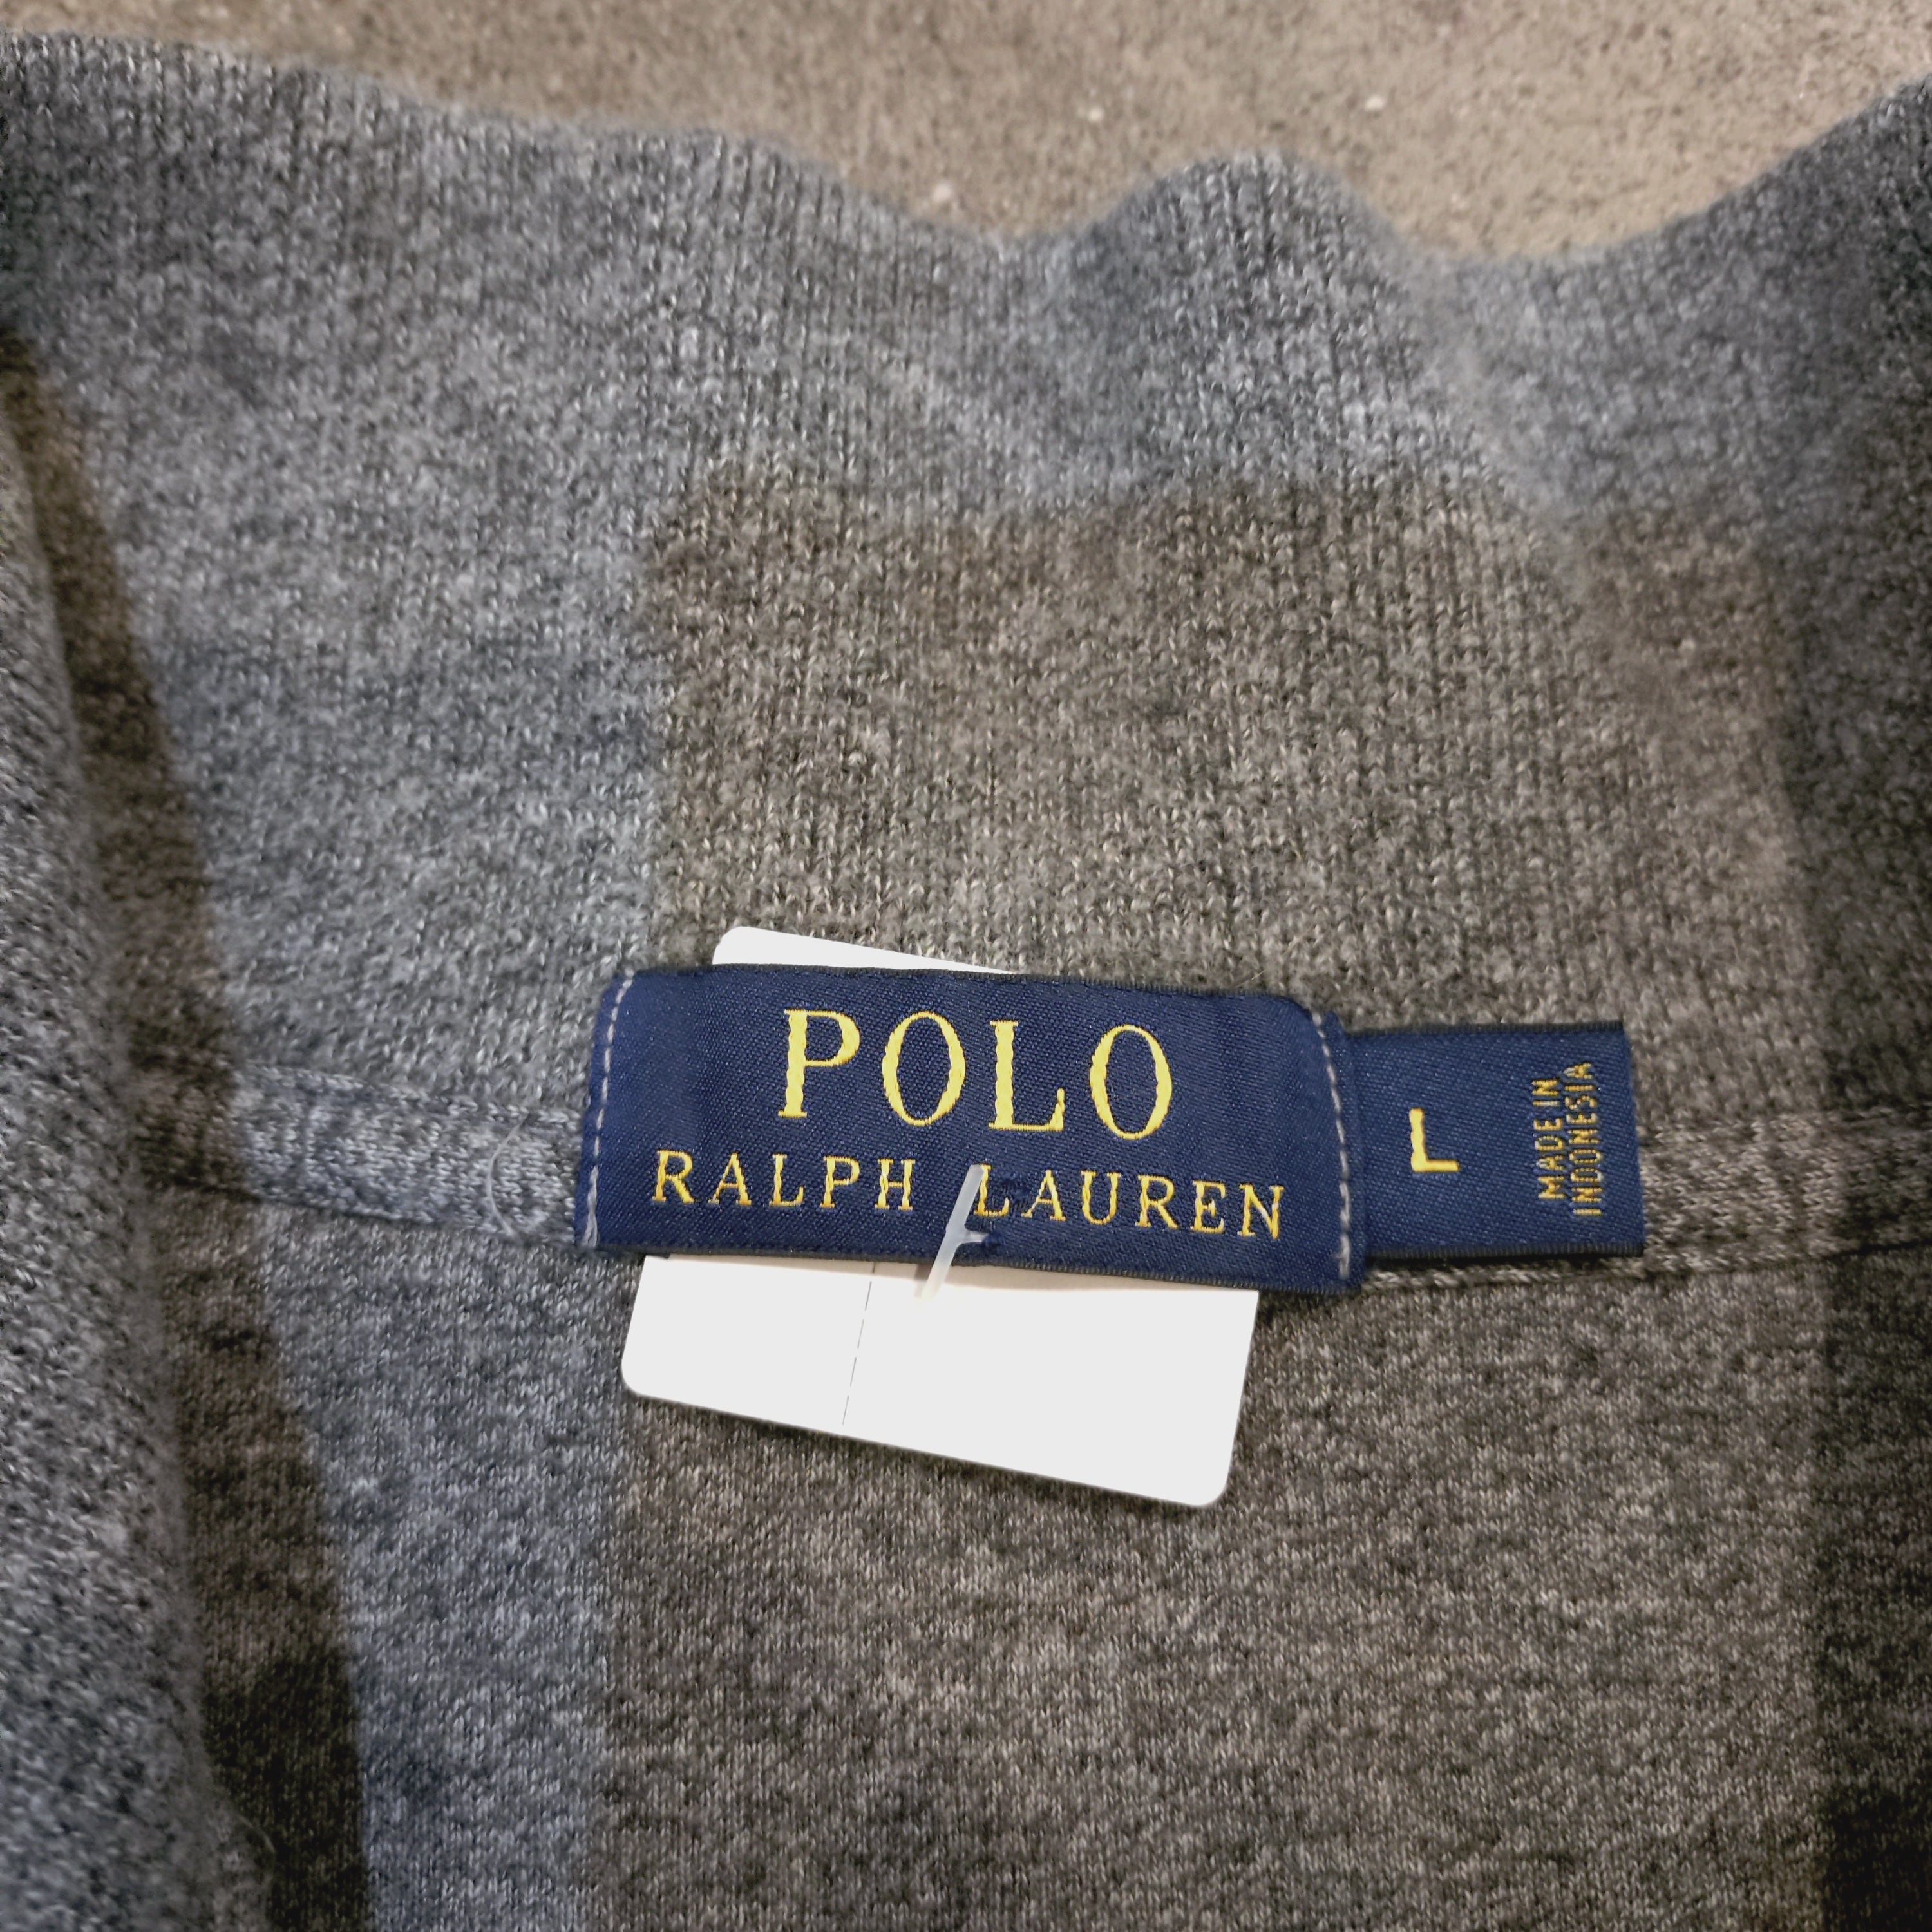 POLO
RALPH LAUREN
L
MADE IN
INDONESIA